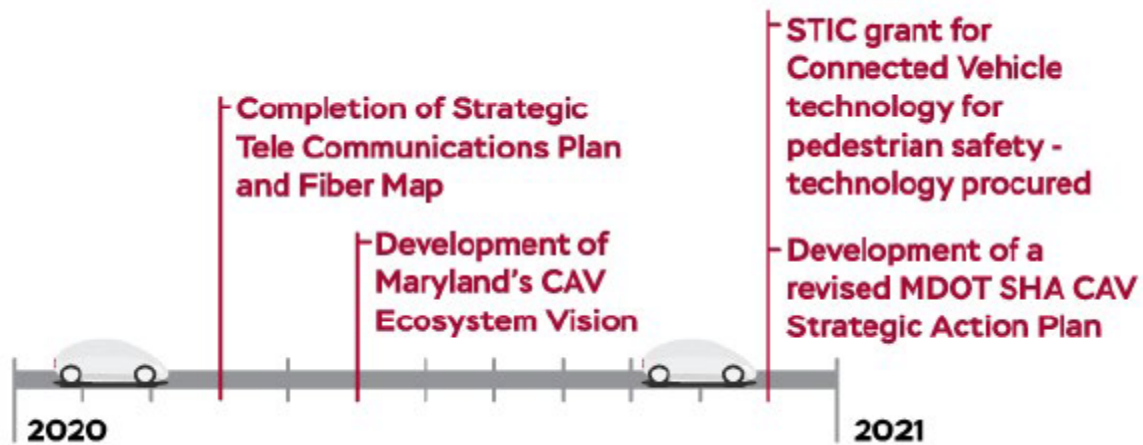 Completion of Strategic
Tele Communications Plan
and Fiber Map
Development of
Maryland's CAV
Ecosystem Vision
STIC grant for
Connected Vehicle
technology for
pedestrian safety -
technology procured
Development of a
revised MDOT SHA CAV
Strategic Action Plan
2020
2021